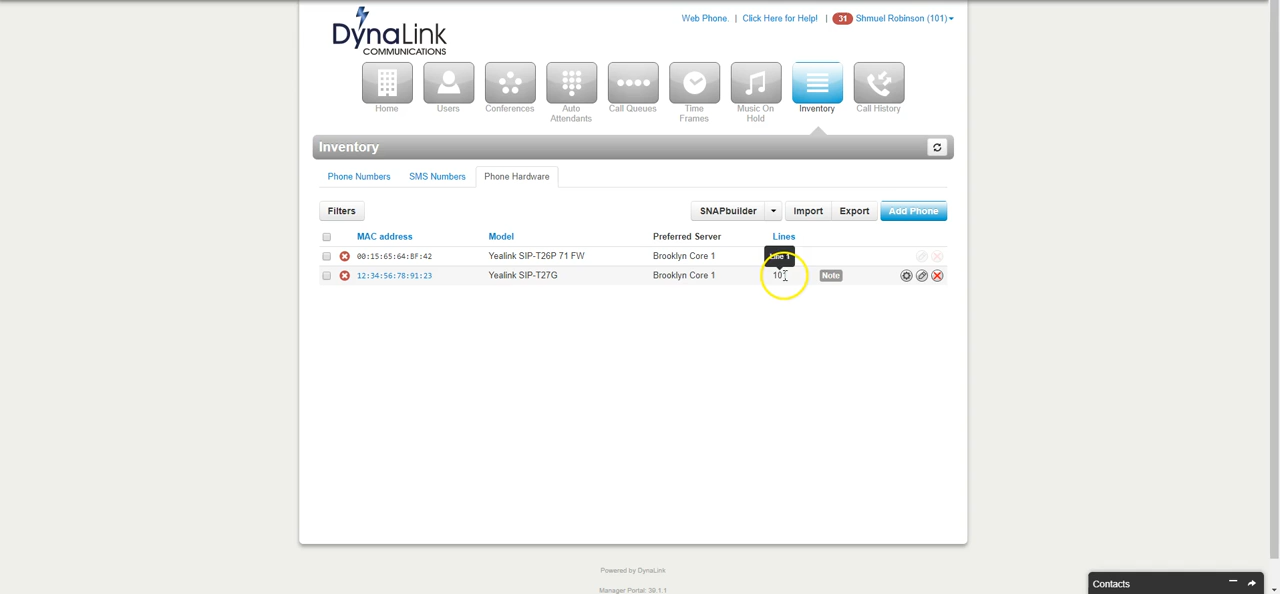 DynaLink
COMMUNICATIONS
Web Phone. | Click Here for Help! | 31 Shmuel Robinson (101)
Home
Users
Conferences
Auto Attendants
Call Queues
Time Frames
Music On Hold
Inventory
Call History
Inventory
Phone Numbers SMS Numbers Phone Hardware
Filters SNAPbuilder Import Export Add Phone
MAC address Model Preferred Server Lines
00:15:65:64:8F:42 Yealink SIP-T26P 71 FW Brooklyn Core 1 Line 1
12:34:56:78:91:23 Yealink SIP-T27G Brooklyn Core 1 Note
Powered by DynaLink
Manager Portal: 39.1.1
Contacts